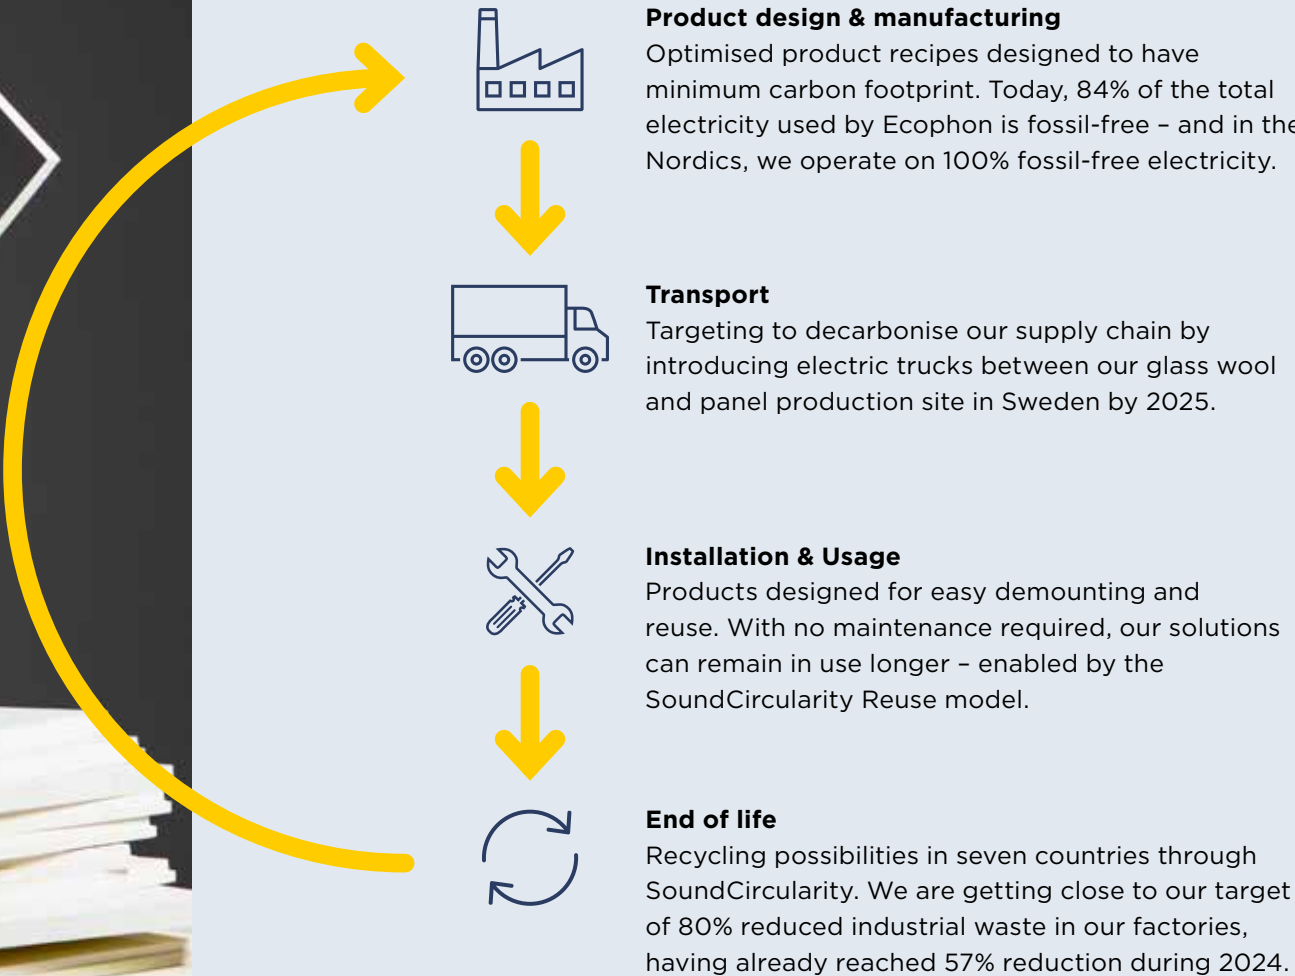 Product design & manufacturing
Optimised product recipes designed to have
minimum carbon footprint. Today, 84% of the total
electricity used by Ecophon is fossil-free – and in the
Nordics, we operate on 100% fossil-free electricity.
Transport
Targeting to decarbonise our supply chain by
introducing electric trucks between our glass wool
and panel production site in Sweden by 2025.
Installation & Usage
Products designed for easy demounting and
reuse. With no maintenance required, our solutions
can remain in use longer – enabled by the
SoundCircularity Reuse model.
End of life
Recycling possibilities in seven countries through
SoundCircularity. We are getting close to our target
of 80% reduced industrial waste in our factories,
having already reached 57% reduction during 2024.